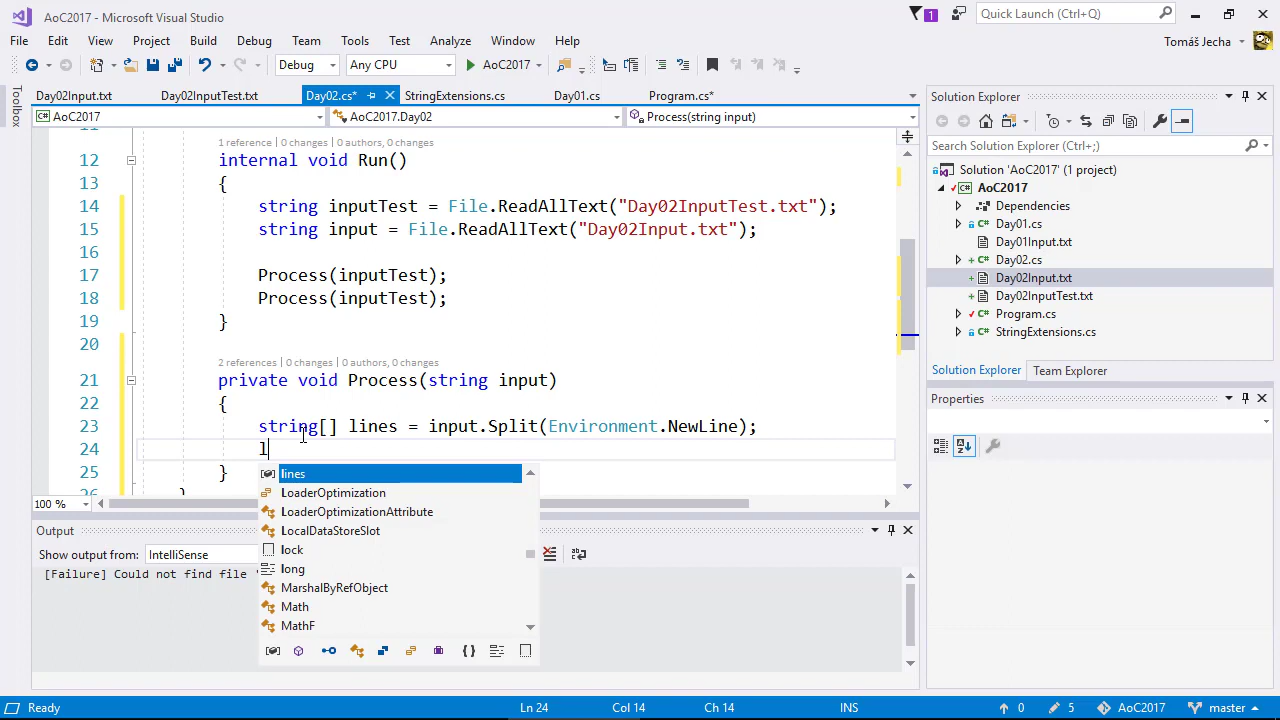 AoC2017 - Microsoft Visual Studio
1
Quick Launch (Ctrl+Q)
File Edit View Project Build Debug Team Tools Test Analyze Window Help
Tomáš Jecha
Debug Any CPU AoC2017
Toolbox
Day02Input.txt Day02InputTest.txt Day02.cs* StringExtensions.cs Day01.cs Program.cs*
AoC2017 AoC2017.Day02 Process(string input)
11
1 reference | 0 changes | 0 authors, 0 changes
12 internal void Run()
13 {
14 string inputTest = File.ReadAllText("Day02InputTest.txt");
15 string input = File.ReadAllText("Day02Input.txt");
16
17 Process(inputTest);
18 Process(inputTest);
19 }
20
2 references | 0 changes | 0 authors, 0 changes
21 private void Process(string input)
22 {
23 string[] lines = input.Split(Environment.NewLine);
24 l
25 }
26 }
lines
LoaderOptimization
LoaderOptimizationAttribute
LocalDataStoreSlot
lock
long
MarshalByRefObject
Math
MathF
100 %
Output
Show output from: IntelliSense
[Failure] Could not find file '
Solution Explorer
Search Solution Explorer (Ctrl+;)
Solution 'AoC2017' (1 project)
AoC2017
Dependencies
Day01.cs
Day01Input.txt
Day02.cs
Day02Input.txt
Day02InputTest.txt
Program.cs
StringExtensions.cs
Solution Explorer Team Explorer
Properties
Ready Ln 24 Col 14 Ch 14 INS 0 5 AoC2017 master